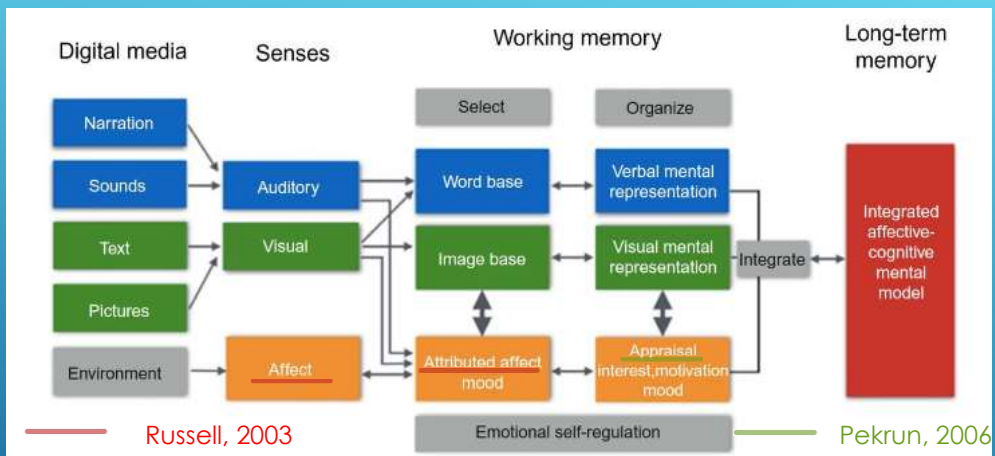 Digital media
Senses
Working memory
Long-term
memory
Select
Organize
Narration
Sounds
Text
Pictures
Environment
Auditory
Visual
Affect
Word base
Image base
Attributed affect
mood
Verbal mental
representation
Visual mental
representation
Appraisal
interest,motivation
mood
Integrate
Integrated
affective-
cognitive
mental
model
Emotional self-regulation
Russell, 2003
Pekrun, 2006